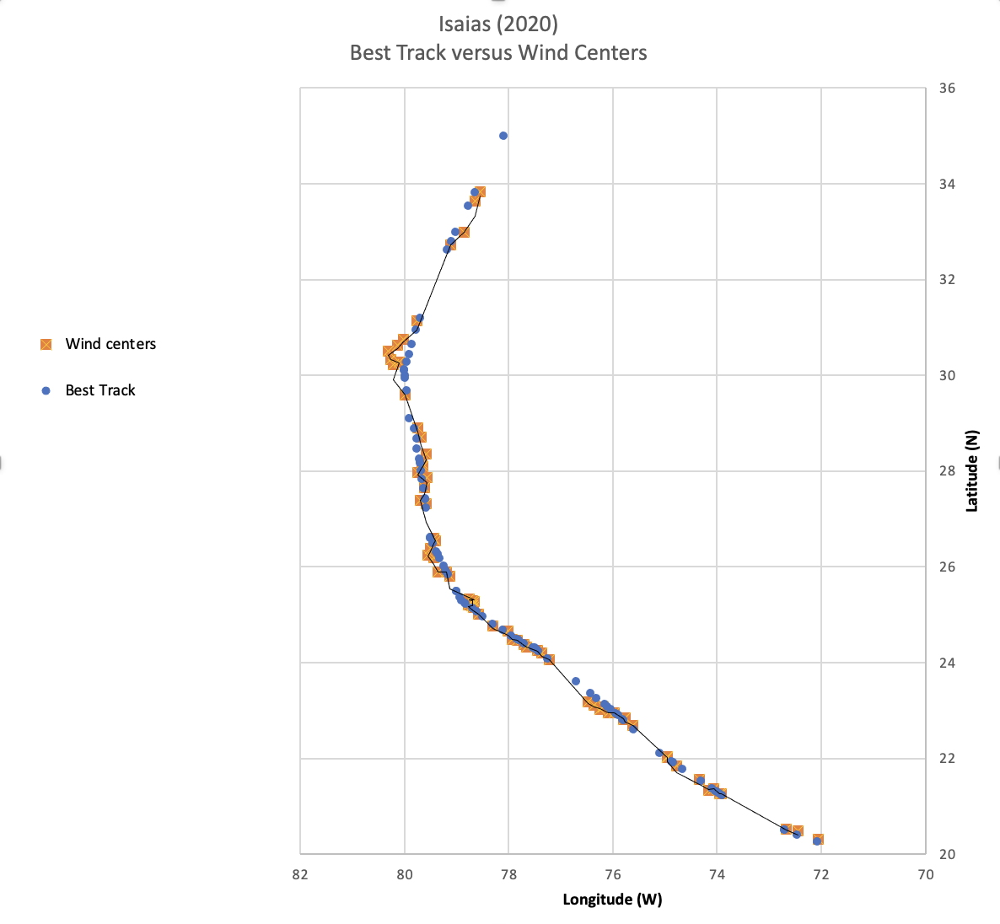 Isaias (2020)
Best Track versus Wind Centers
Wind centers
Best Track
36
34
32
30
28
26
24
22
20
Latitude (N)
82 80 78 76 74 72 70
Longitude (W)